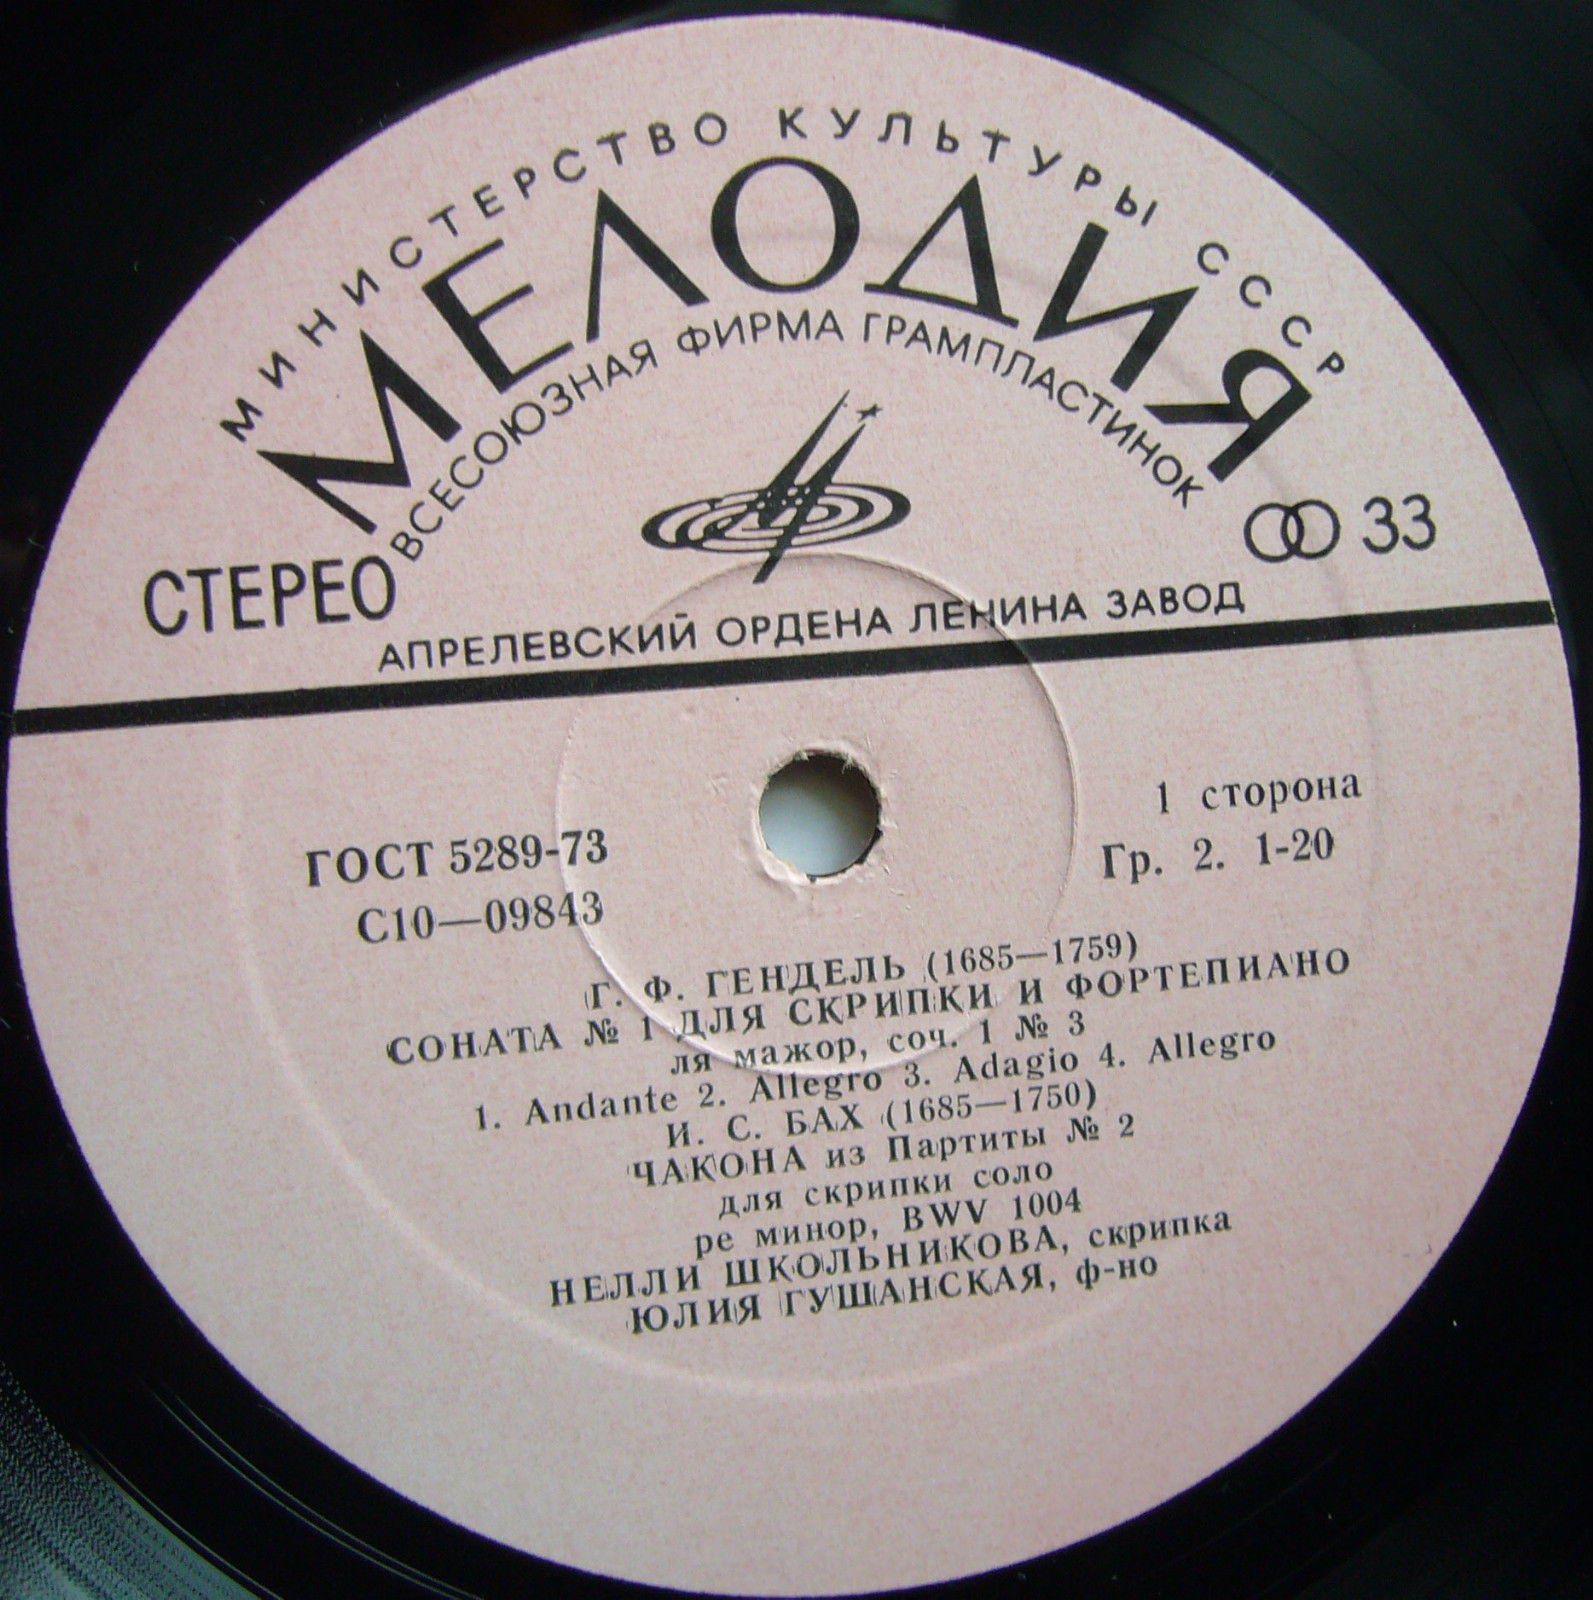 МИНИСТЕРСТВО КУЛЬТУРЫ СССР
МЕЛОДИЯ
ВСЕСОЮЗНАЯ ФИРМА ГРАМПЛАСТИНОК
СТЕРЕО
33
АПРЕЛЕВСКИЙ ОРДЕНА ЛЕНИНА ЗАВОД
1 сторона
ГОСТ 5289-73
Гр. 2. 1-20
С10—09843
Г. Ф. ГЕНДЕЛЬ (1685—1759)
СОНАТА № 1 ДЛЯ СКРИПКИ И ФОРТЕПИАНО
ля мажор, соч. 1 № 3
1. Andante 2. Allegro 3. Adagio 4. Allegro
И. С. БАХ (1685—1750)
ЧАКОНА из Партиты № 2
для скрипки соло
ре минор, BWV 1004
НЕЛЛИ ШКОЛЬНИКОВА, скрипка
ЮЛИЯ ГУШАНСКАЯ, ф-но